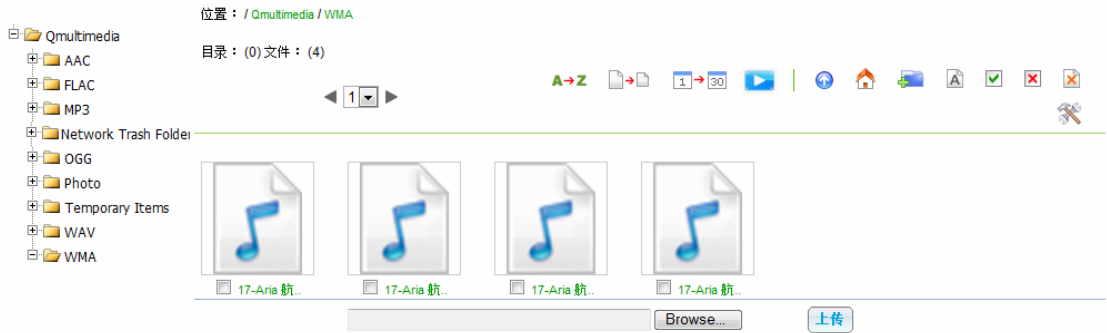 位置： / Qmultimedia / WMA
目录： (0) 文件： (4)
Qmultimedia
AAC
FLAC
MP3
Network Trash Folder
OGG
Photo
Temporary Items
WAV
WMA
A→Z
1 → 30
A
1
17-Aria 航..
17-Aria 航..
17-Aria 航..
17-Aria 航..
Browse...
上传